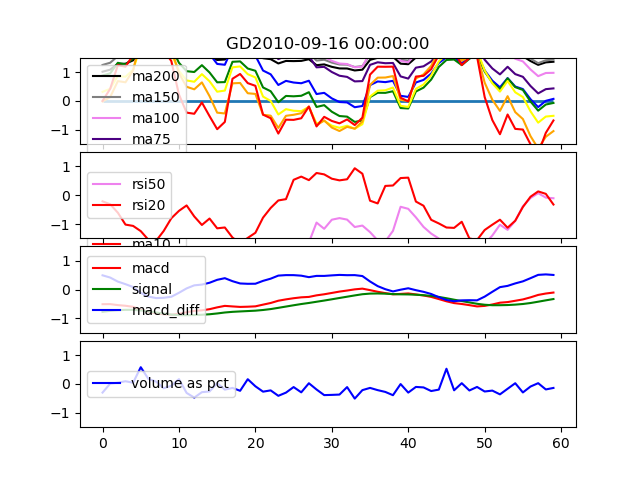 GD2010-09-16 00:00:00
1
0
−1
ma200
ma150
ma100
ma75
1
0
−1
rsi50
rsi20
ma10
1
0
−1
macd
signal
macd_diff
1
0
−1
volume as pct
0 10 20 30 40 50 60